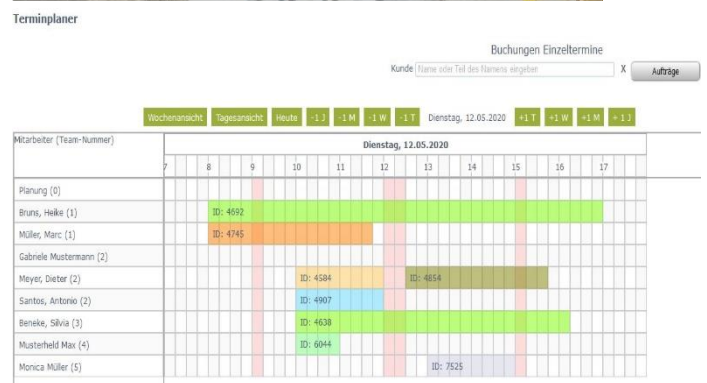 Terminplaner
Buchungen Einzeltermine
Kunde Name oder Teil des Namens eingeben X Aufträge
Wochenansicht Tagesansicht Heute -1 J -1 M -1 W -1 T Dienstag, 12.05.2020 +1 T +1 W +1 M + 1 J
Mitarbeiter (Team-Nummer) Dienstag, 12.05.2020
7 8 9 10 11 12 13 14 15 16 17
Planung (0)
Bruns, Heike (1) ID: 4692
Müller, Marc (1) ID: 4745
Gabriele Mustermann (2)
Meyer, Dieter (2) ID: 4584 ID: 4854
Santos, Antonio (2) ID: 4907
Beneke, Silvia (3) ID: 4638
Musterheld Max (4) ID: 6044
Monica Müller (5) ID: 7525